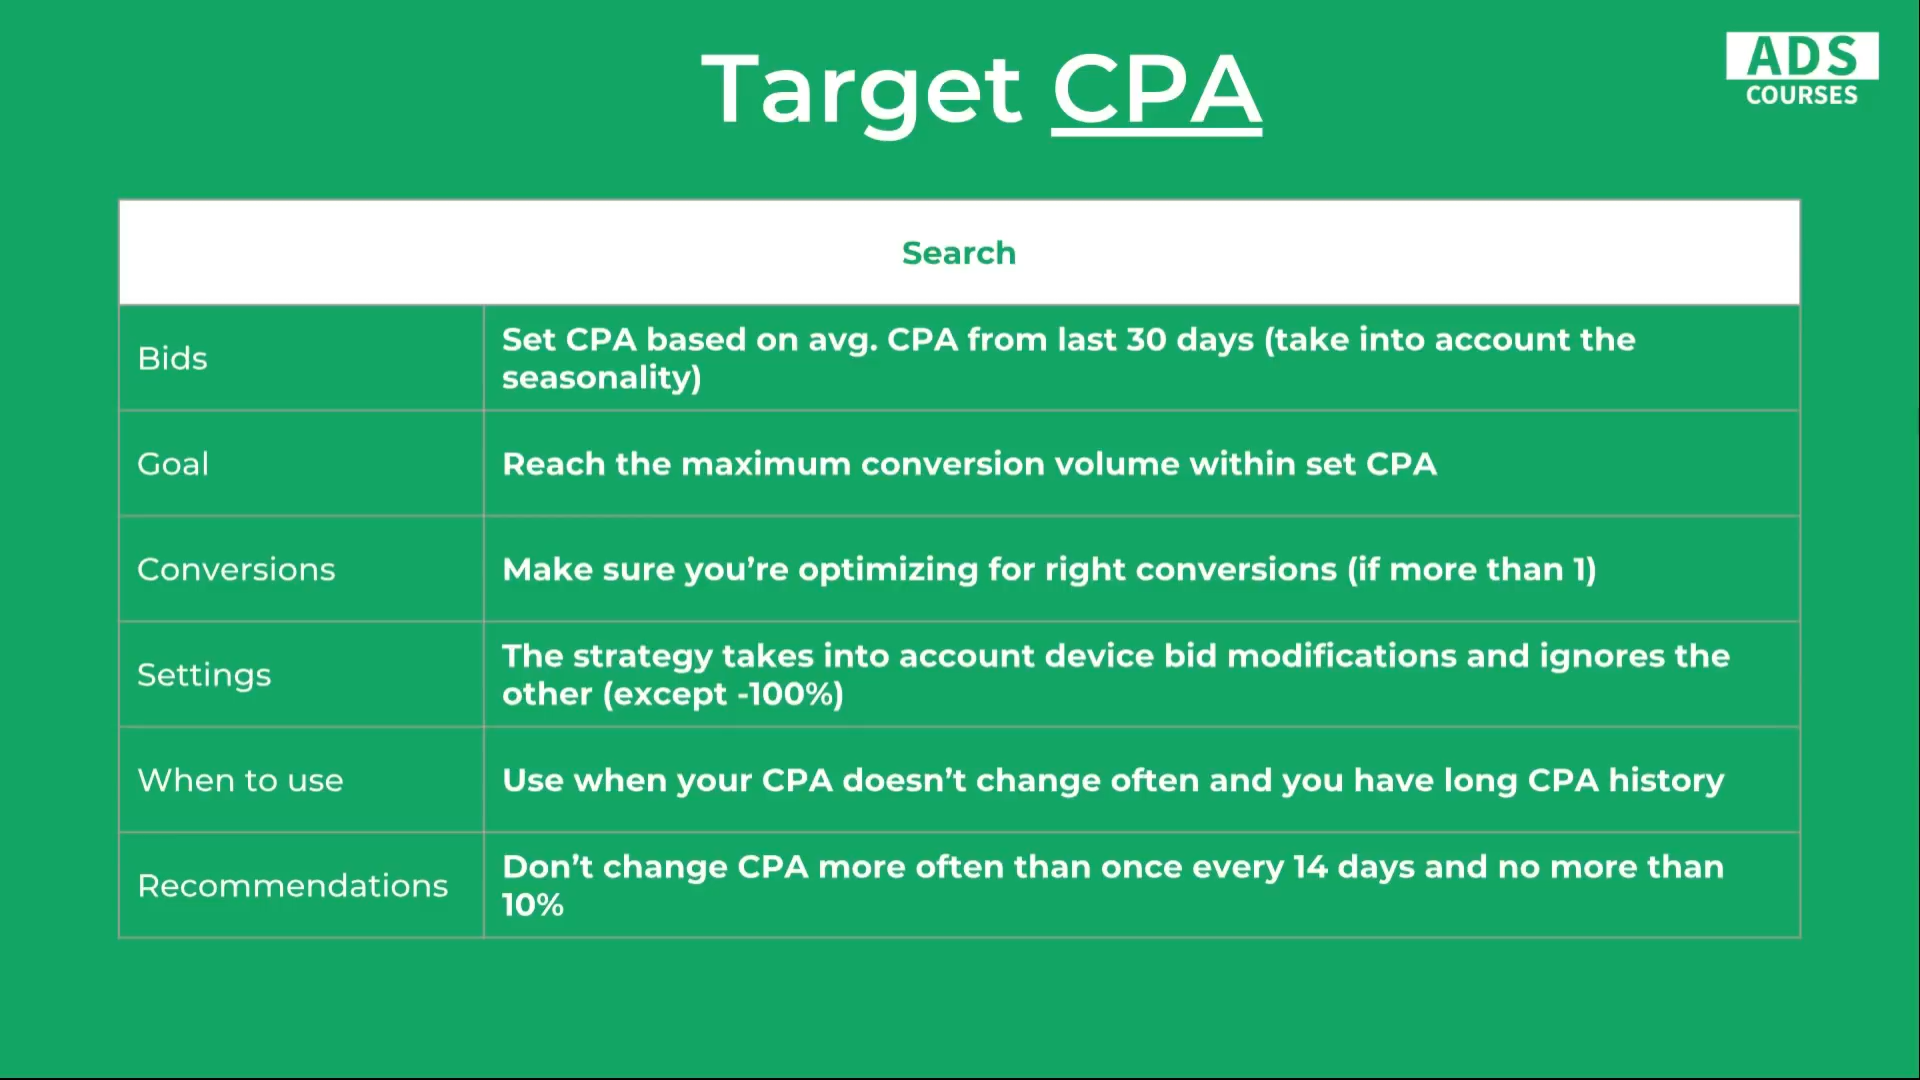 Target CPA
ADS
COURSES
Search
Bids
Set CPA based on avg. CPA from last 30 days (take into account the
seasonality)
Goal
Reach the maximum conversion volume within set CPA
Conversions
Make sure you’re optimizing for right conversions (if more than 1)
Settings
The strategy takes into account device bid modifications and ignores the
other (except -100%)
When to use
Use when your CPA doesn’t change often and you have long CPA history
Recommendations
Don’t change CPA more often than once every 14 days and no more than
10%